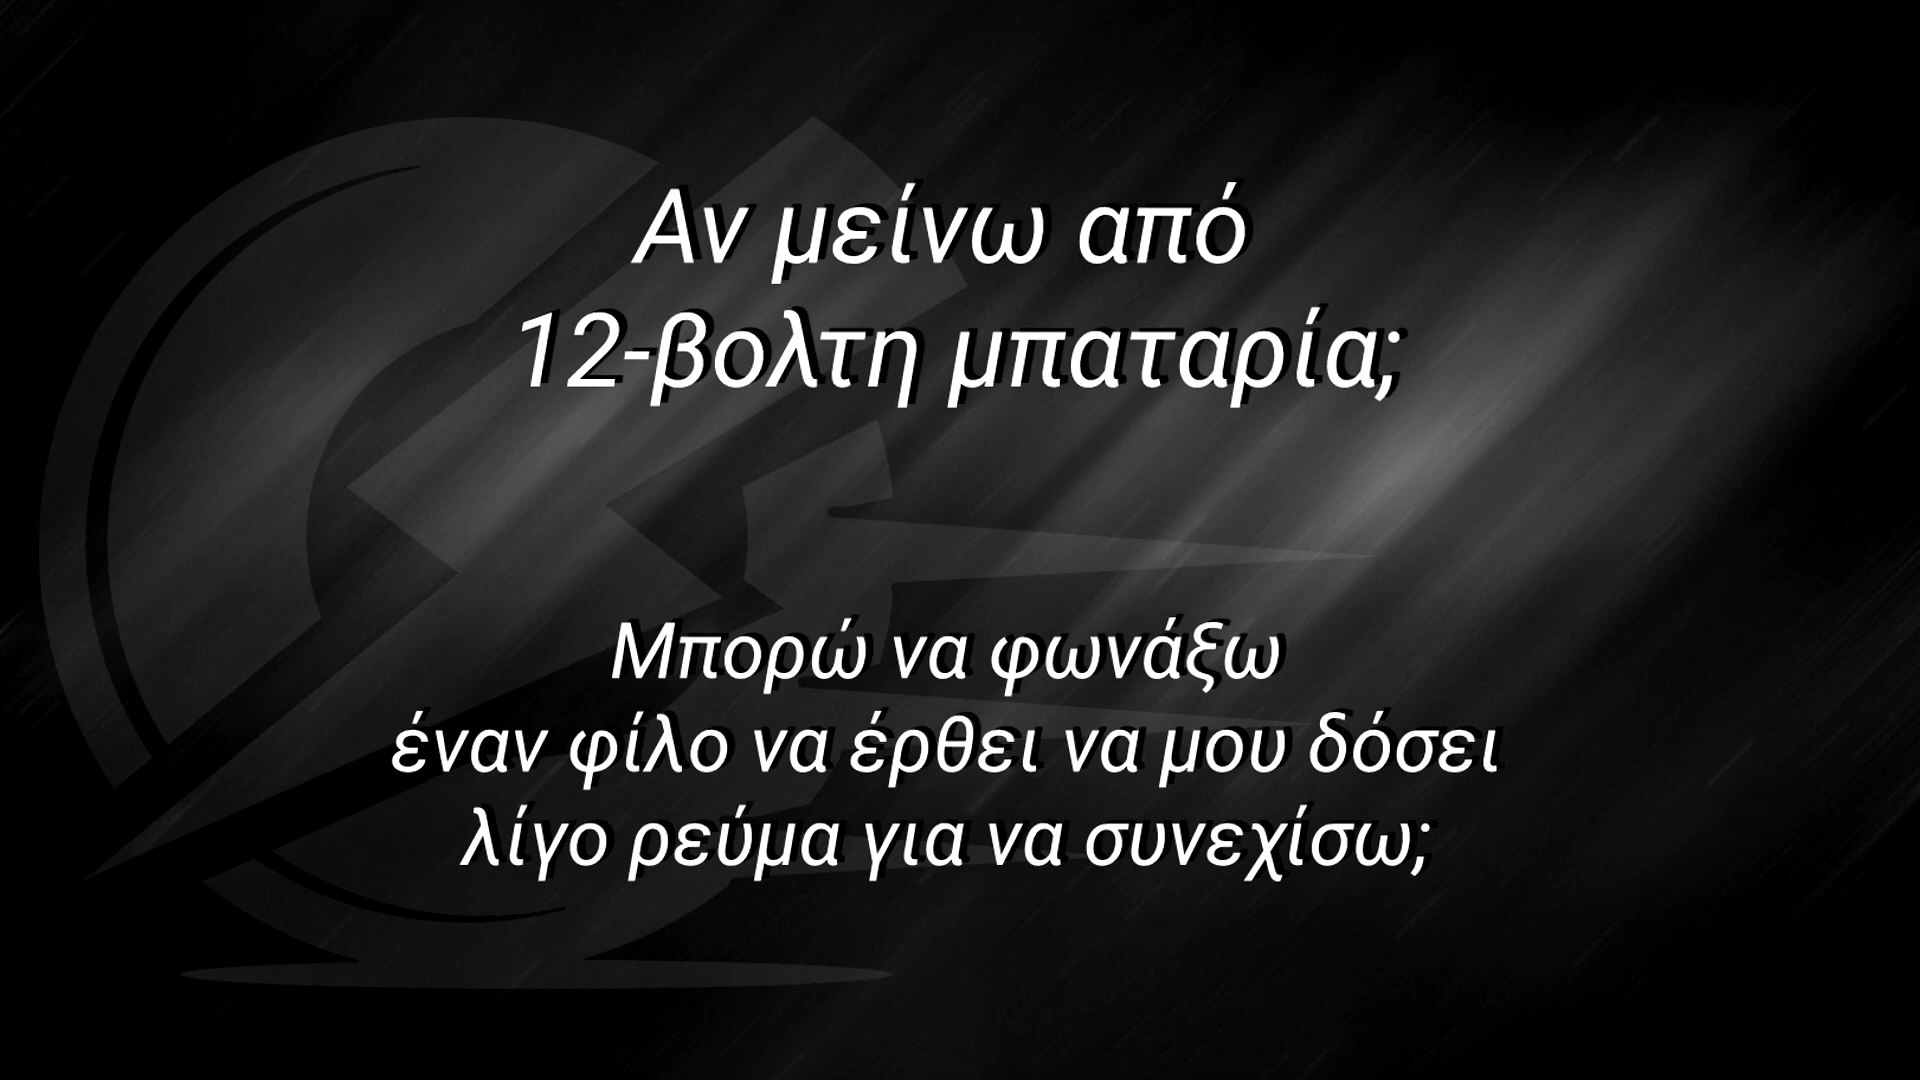 Αν μείνω από
12-βολτη μπαταρία;
Μπορώ να φωνάξω
έναν φίλο να έρθει να μου δόσει
λίγο ρεύμα για να συνεχίσω;